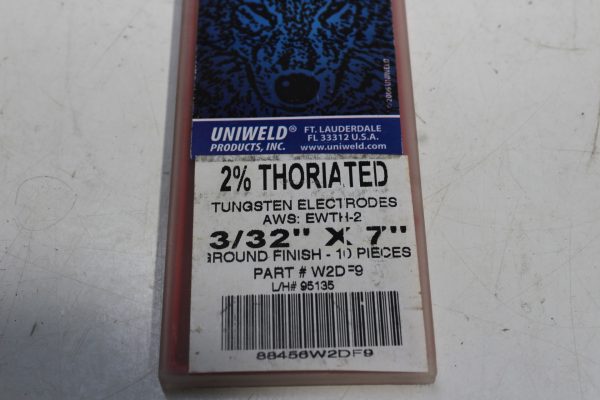 © 2006 UNIWELD
UNIWELD®
PRODUCTS, INC.
FT. LAUDERDALE
FL 33312 U.S.A.
www.uniweld.com
2% THORIATED
TUNGSTEN ELECTRODES
AWS: EWTH-2
3/32" X 7"
GROUND FINISH - 10 PIECES
PART # W2DF9
L/H# 95135
88456W2DF9